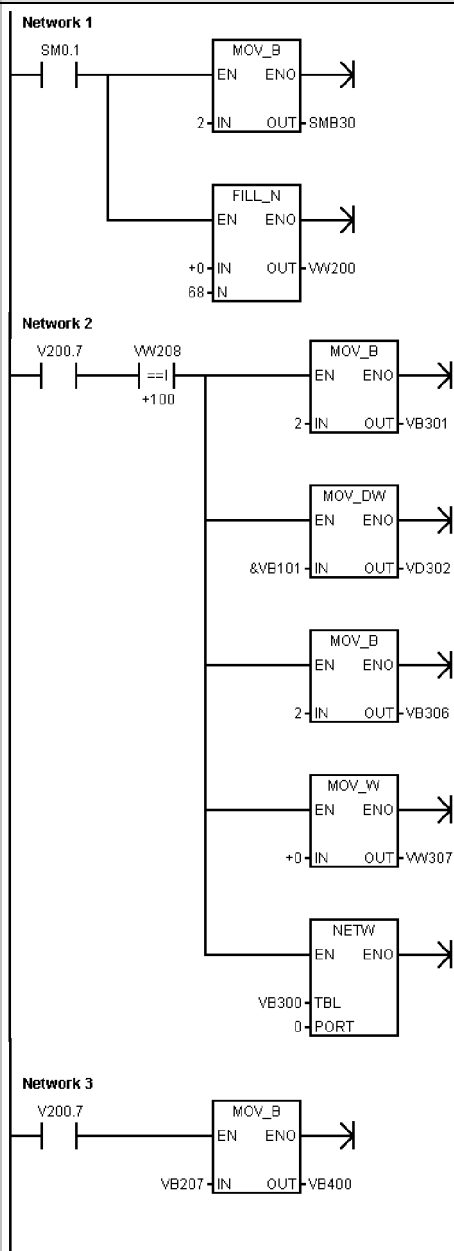 Network 1
SM0.1
MOV_B
EN ENO
2 IN OUT SMB30
FILL_N
EN ENO
+0 IN OUT VW200
68 N
Network 2
V200.7 VW208
==I
+100
MOV_B
EN ENO
2 IN OUT VB301
MOV_DW
EN ENO
&VB101 IN OUT VD302
MOV_B
EN ENO
2 IN OUT VB306
MOV_W
EN ENO
+0 IN OUT VW307
NETW
EN ENO
VB300 TBL
0 PORT
Network 3
V200.7
MOV_B
EN ENO
VB207 IN OUT VB400